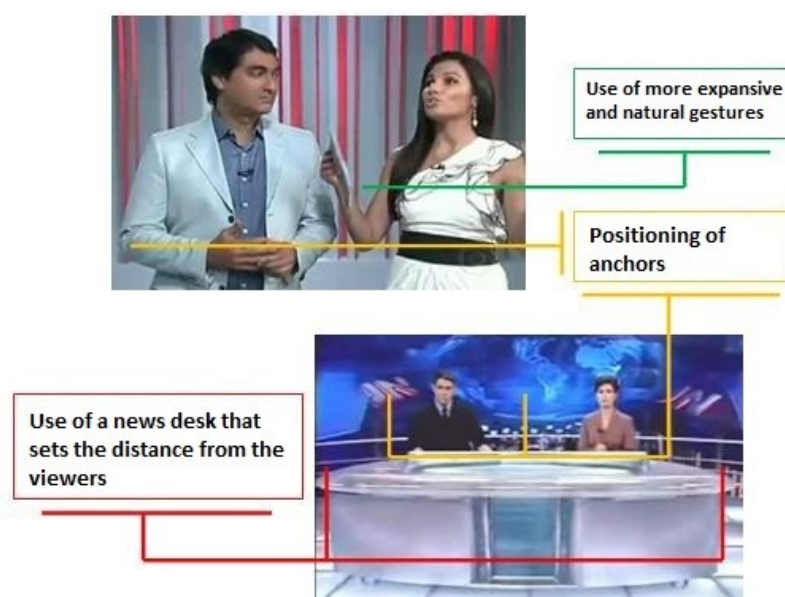 Use of more expansive
and natural gestures
Positioning of
anchors
Use of a news desk that
sets the distance from the
viewers